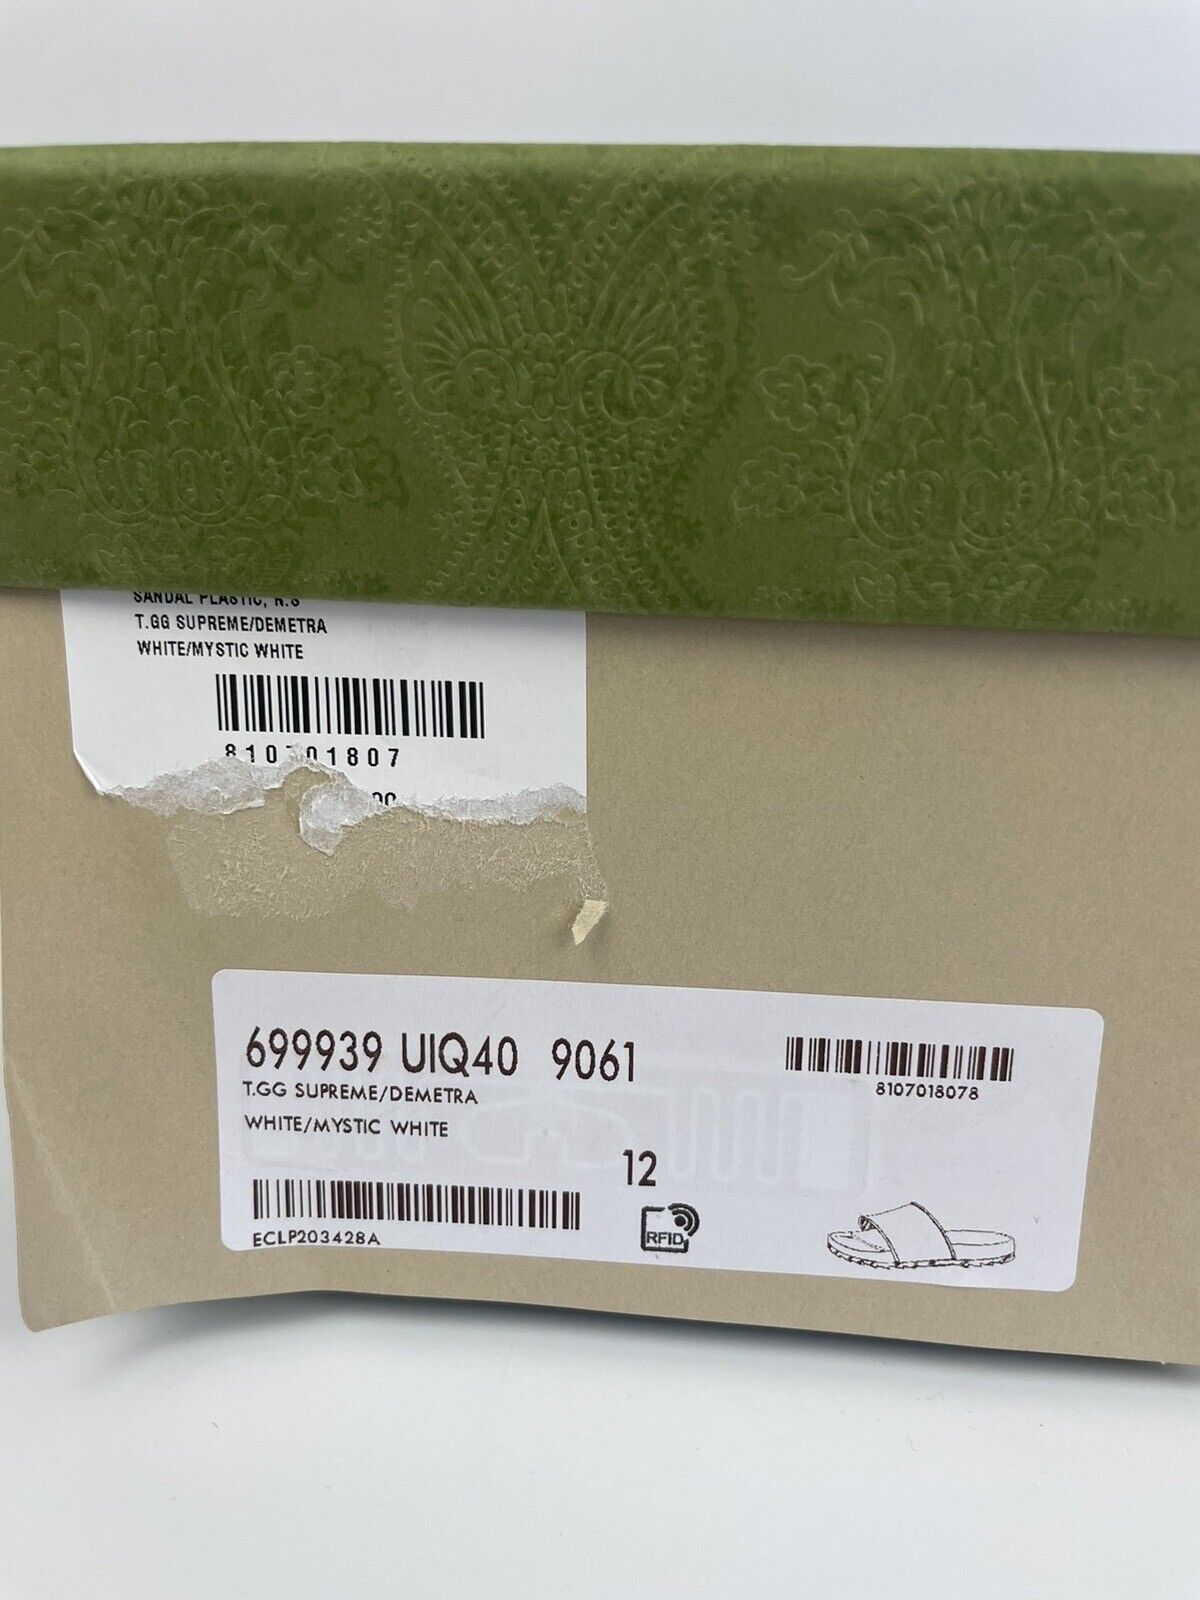 SANDAL PLASTIC, R.S
T.GG SUPREME/DEMETRA
WHITE/MYSTIC WHITE
810701807
699939 UIQ40 9061
8107018078
T.GG SUPREME/DEMETRA
WHITE/MYSTIC WHITE
12
ECLP203428A
RFID